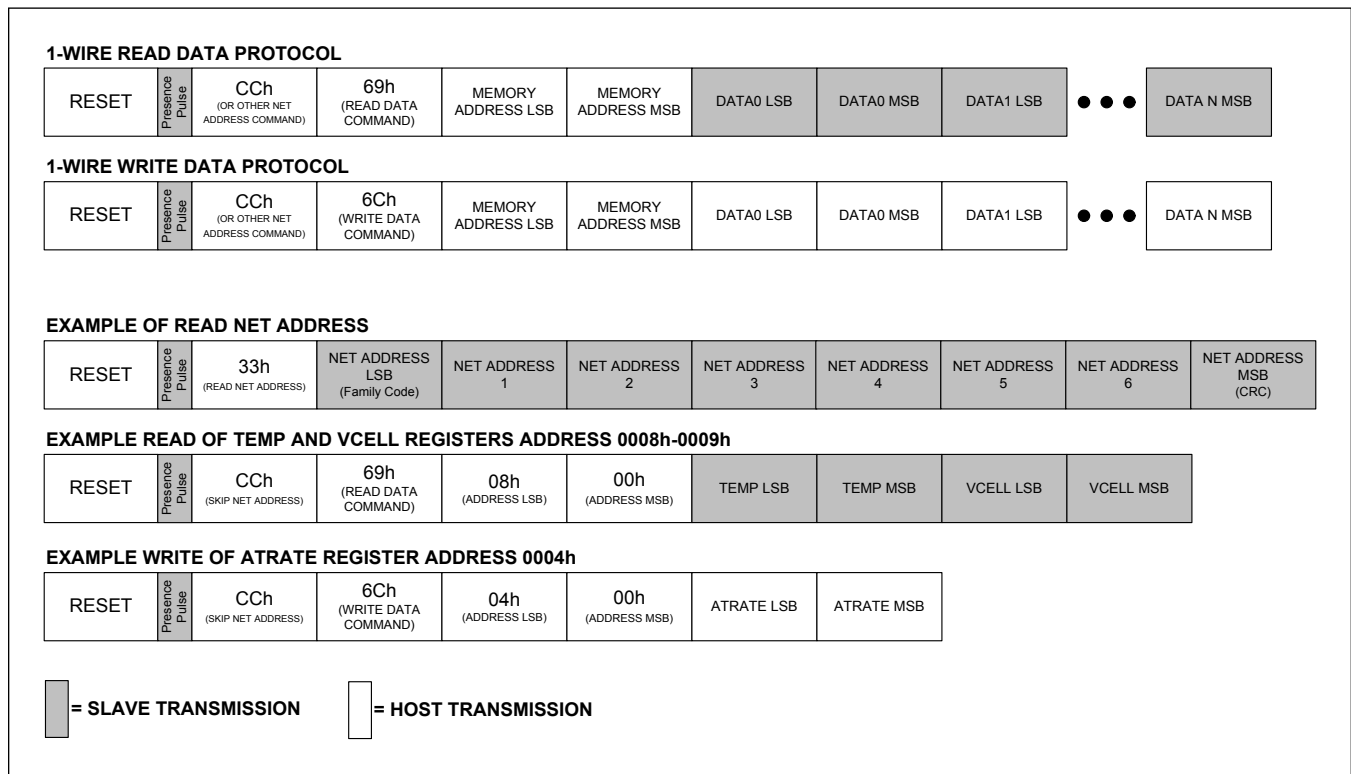 1-WIRE READ DATA PROTOCOL
RESET
Presence
Pulse
CCh
(OR OTHER NET
ADDRESS COMMAND)
69h
(READ DATA
COMMAND)
MEMORY
ADDRESS LSB
MEMORY
ADDRESS MSB
DATA0 LSB
DATA0 MSB
DATA1 LSB
DATA N MSB
1-WIRE WRITE DATA PROTOCOL
RESET
Presence
Pulse
CCh
(OR OTHER NET
ADDRESS COMMAND)
6Ch
(WRITE DATA
COMMAND)
MEMORY
ADDRESS LSB
MEMORY
ADDRESS MSB
DATA0 LSB
DATA0 MSB
DATA1 LSB
DATA N MSB
EXAMPLE OF READ NET ADDRESS
RESET
Presence
Pulse
33h
(READ NET ADDRESS)
NET ADDRESS
LSB
(Family Code)
NET ADDRESS
1
NET ADDRESS
2
NET ADDRESS
3
NET ADDRESS
4
NET ADDRESS
5
NET ADDRESS
6
NET ADDRESS
MSB
(CRC)
EXAMPLE READ OF TEMP AND VCELL REGISTERS ADDRESS 0008h-0009h
RESET
Presence
Pulse
CCh
(SKIP NET ADDRESS)
69h
(READ DATA
COMMAND)
08h
(ADDRESS LSB)
00h
(ADDRESS MSB)
TEMP LSB
TEMP MSB
VCELL LSB
VCELL MSB
EXAMPLE WRITE OF ATRATE REGISTER ADDRESS 0004h
RESET
Presence
Pulse
CCh
(SKIP NET ADDRESS)
6Ch
(WRITE DATA
COMMAND)
04h
(ADDRESS LSB)
00h
(ADDRESS MSB)
ATRATE LSB
ATRATE MSB
= SLAVE TRANSMISSION
= HOST TRANSMISSION